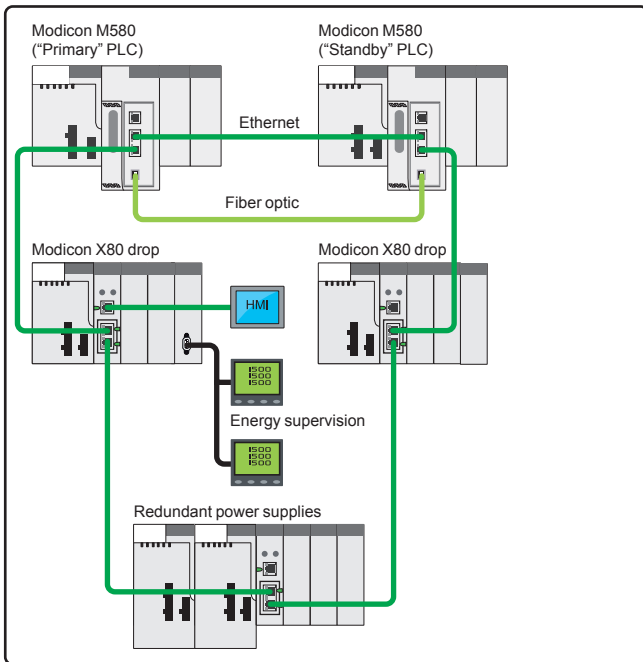 Modicon M580
(“Primary” PLC)
Modicon M580
(“Standby” PLC)
Ethernet
Fiber optic
Modicon X80 drop
Modicon X80 drop
HMI
1500
1500
1500
Energy supervision
1500
1500
1500
Redundant power supplies